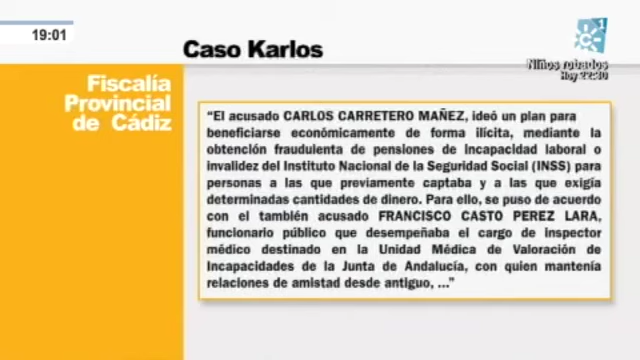 19:01
Caso Karlos
1
Niños robados
Hoy 22:30
Fiscalía
Provincial
de Cádiz
“El acusado CARLOS CARRETERO MAÑEZ, ideó un plan para
beneficiarse económicamente de forma ilícita, mediante la
obtención fraudulenta de pensiones de Incapacidad laboral o
invalidez del Instituto Nacional de la Seguridad Social (INSS) para
personas a las que previamente captaba y a las que exigía
determinadas cantidades de dinero. Para ello, se puso de acuerdo
con el también acusado FRANCISCO CASTO PEREZ LARA,
funcionario público que desempeñaba el cargo de Inspector
médico destinado en la Unidad Médica de Valoración de
Incapacidades de la Junta de Andalucía, con quien mantenía
relaciones de amistad desde antiguo, ...”